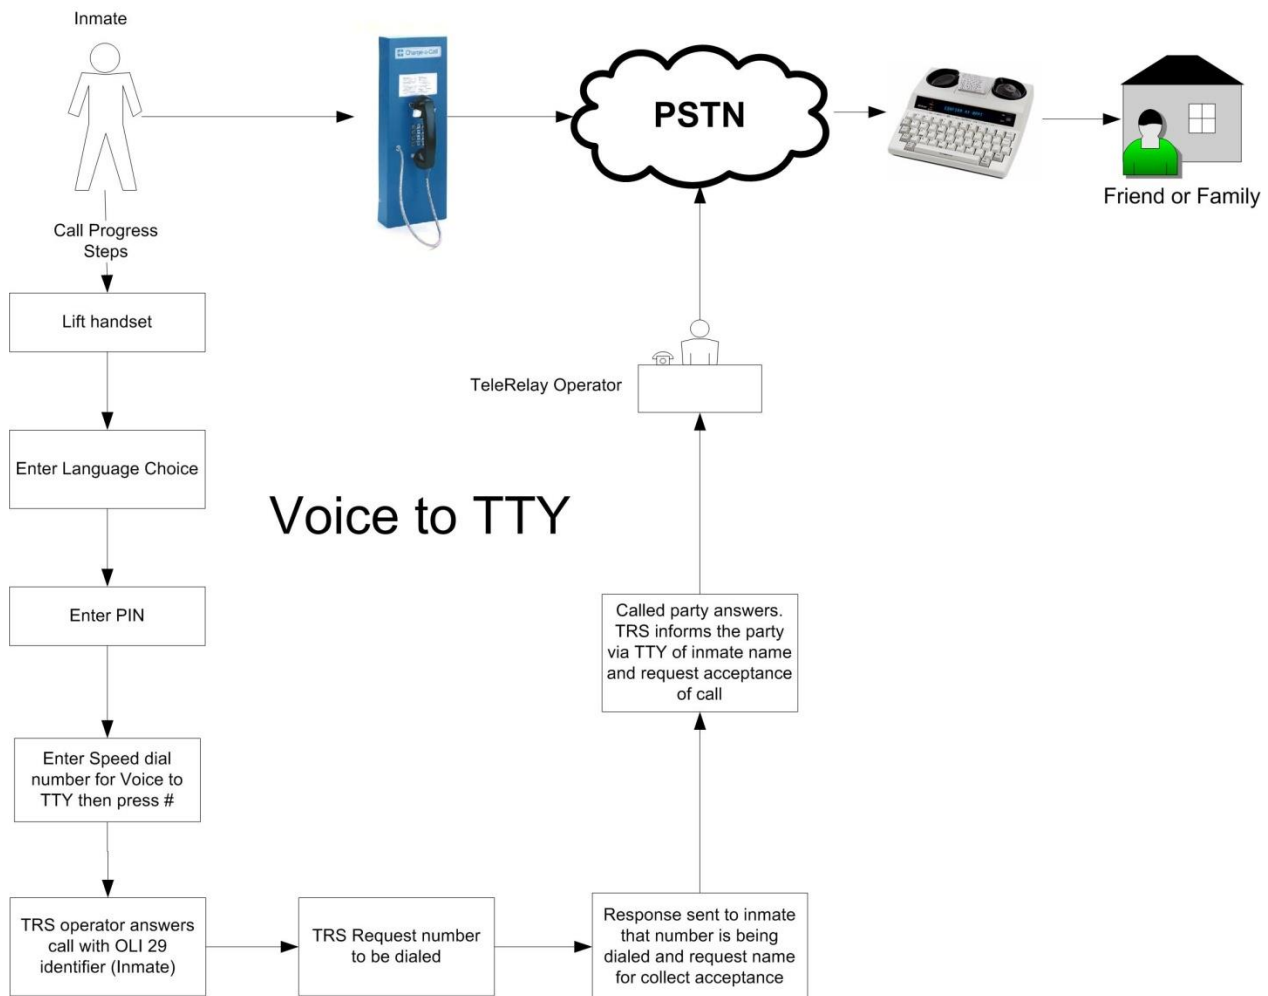 Inmate
PSTN
Friend or Family
Call Progress
Steps
Lift handset
TeleRelay Operator
Enter Language Choice
Voice to TTY
Enter PIN
Called party answers.
TRS informs the party
via TTY of inmate name
and request acceptance
of call
Enter Speed dial
number for Voice to
TTY then press #
TRS operator answers
call with OLI 29
identifier (Inmate)
TRS Request number
to be dialed
Response sent to inmate
that number is being
dialed and request name
for collect acceptance